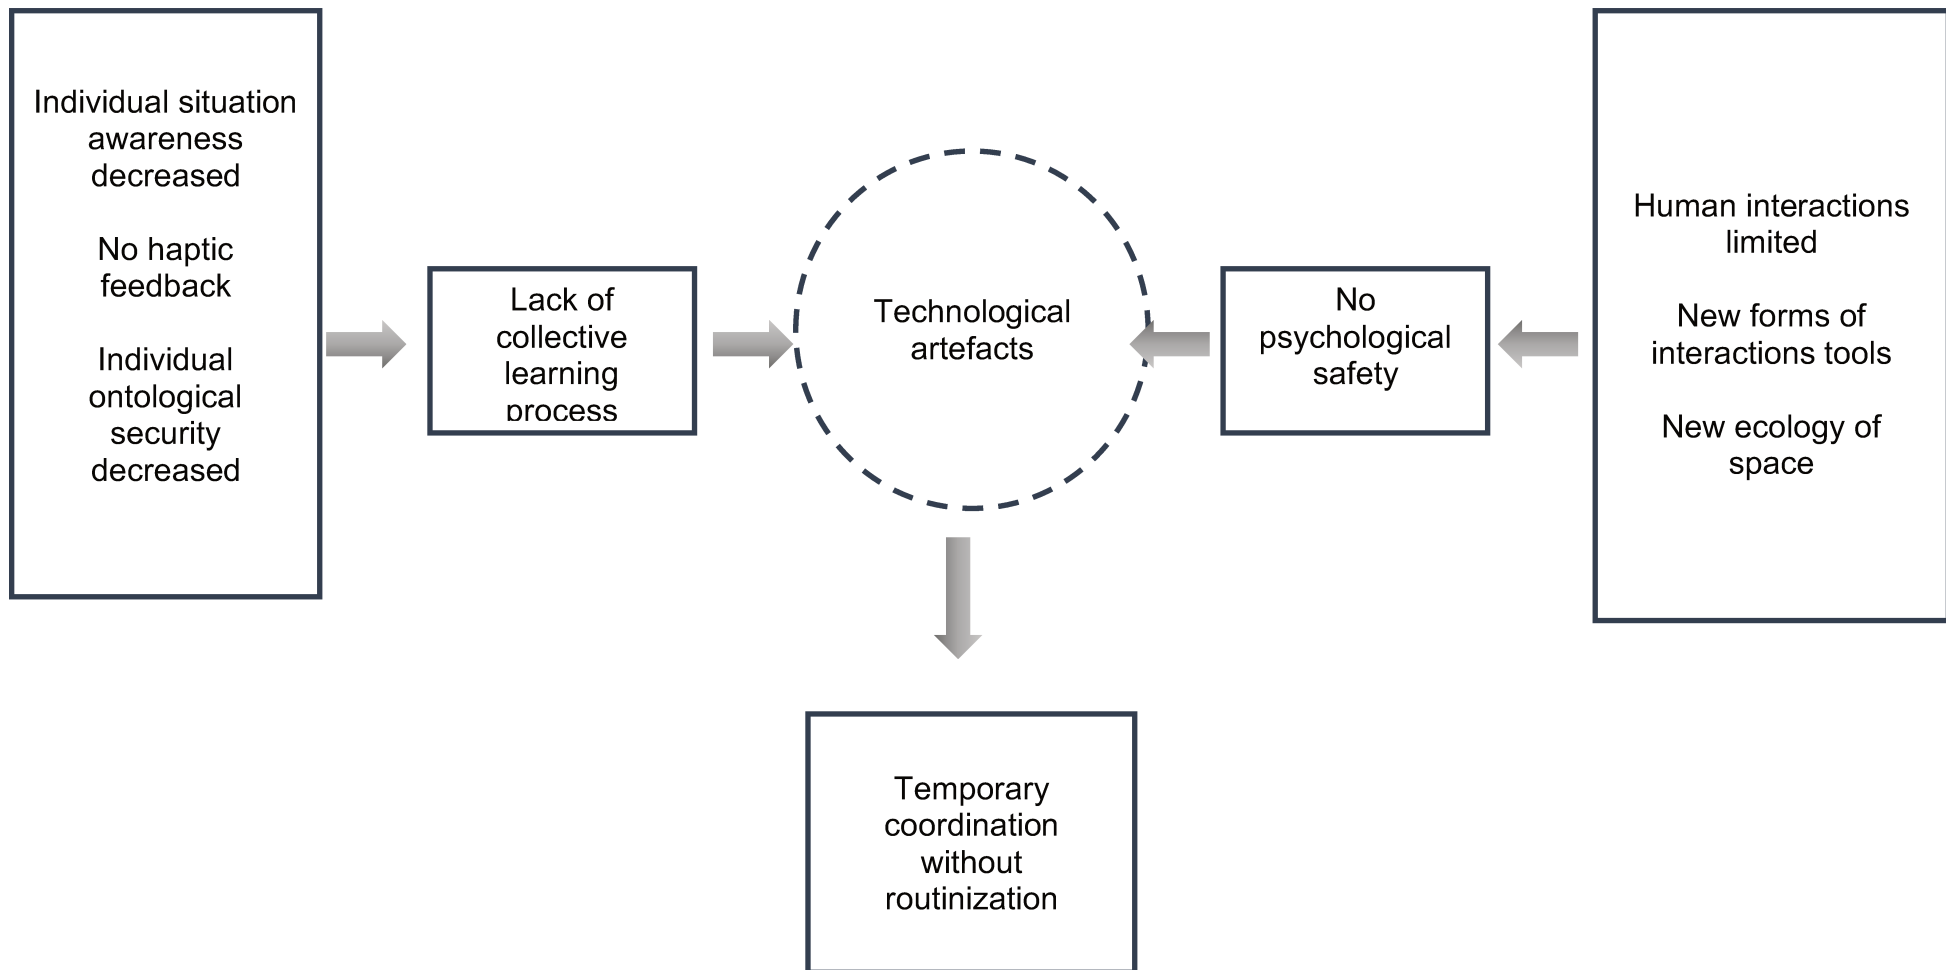 Individual situation
awareness
decreased
No haptic
feedback
Individual
ontological
security
decreased
Lack of
collective
learning
process
Technological
artefacts
No
psychological
safety
Human interactions
limited
New forms of
interactions tools
New ecology of
space
Temporary
coordination
without
routinization